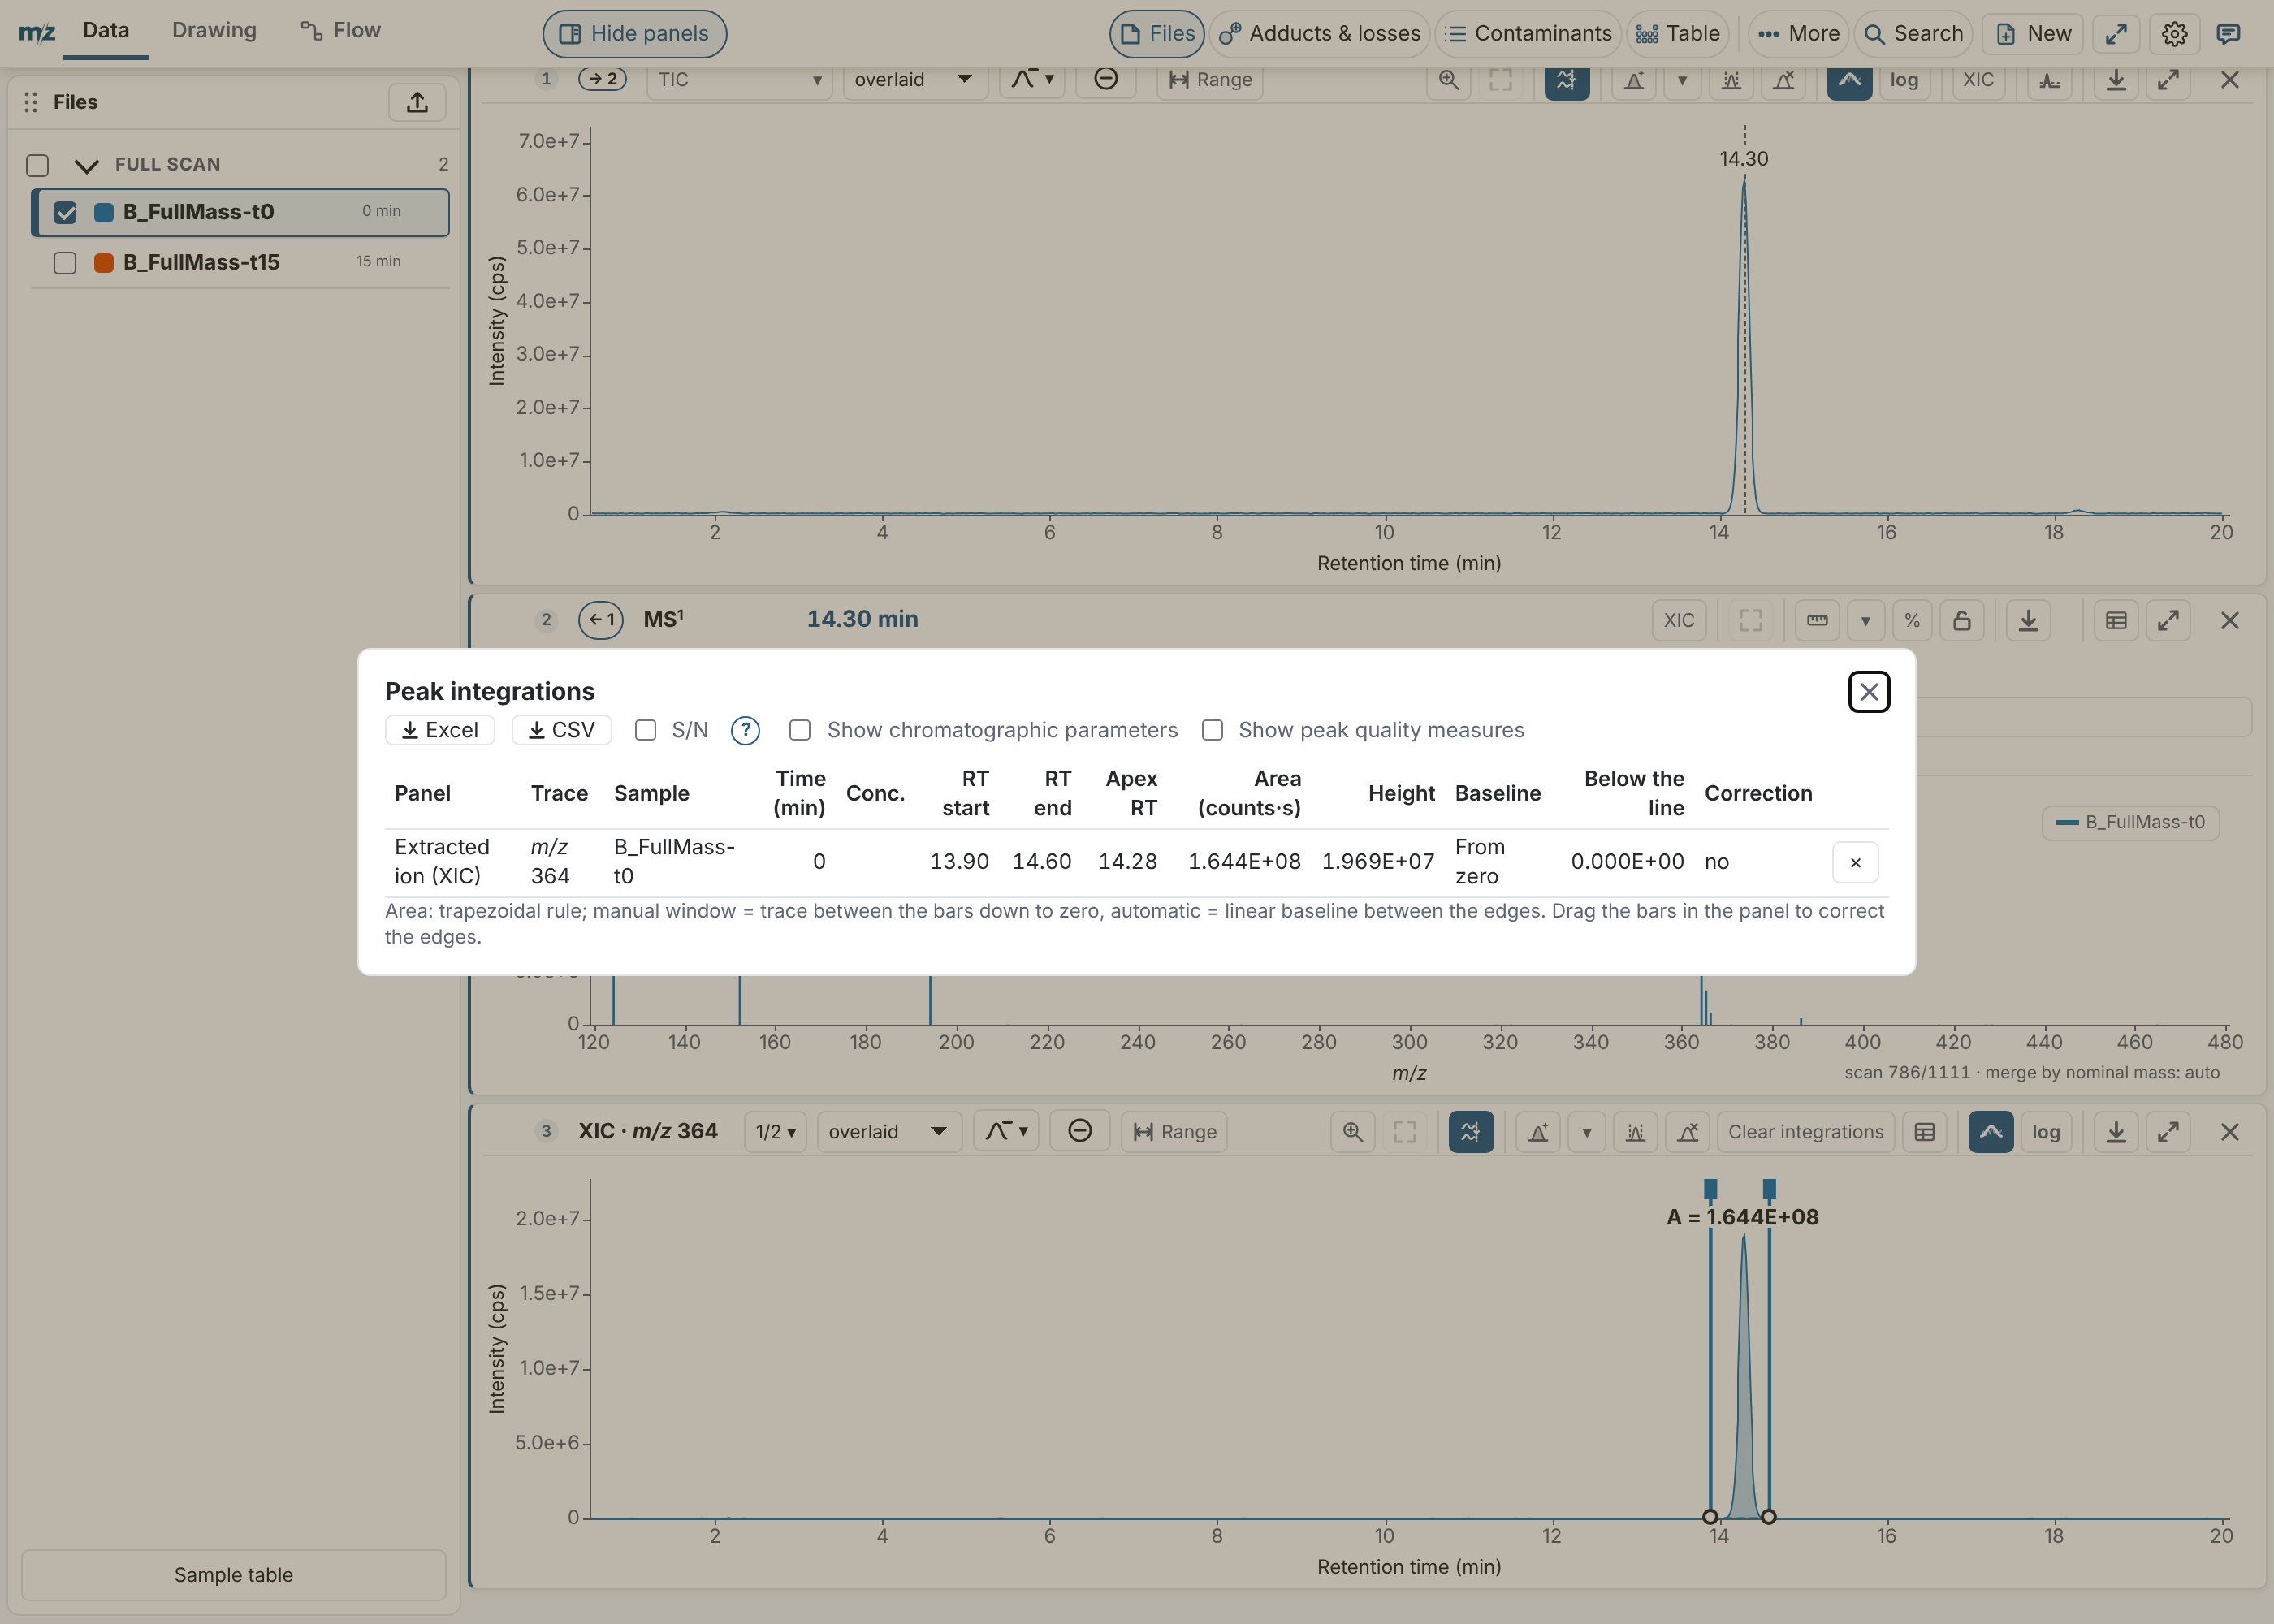 m/z Data Drawing Flow Hide panels Files Adducts & losses Contaminants Table More Search New
Files
FULL SCAN 2
B_FullMass-t0 0 min
B_FullMass-t15 15 min
Sample table
1 → 2 TIC ▾ overlaid ▾ Range log XIC
7.0e+7
6.0e+7
5.0e+7
4.0e+7
3.0e+7
2.0e+7
1.0e+7
0
Intensity (cps)
14.30
2 4 6 8 10 12 14 16 18 20
Retention time (min)
2 ← 1 MS¹ 14.30 min XIC ▾ %
Peak integrations
Excel CSV S/N ? Show chromatographic parameters Show peak quality measures
Panel Trace Sample Time (min) Conc. RT start RT end Apex RT Area (counts·s) Height Baseline Below the line Correction
Extracted ion (XIC) m/z 364 B_FullMass-t0 0 13.90 14.60 14.28 1.644E+08 1.969E+07 From zero 0.000E+00 no ×
Area: trapezoidal rule; manual window = trace between the bars down to zero, automatic = linear baseline between the edges. Drag the bars in the panel to correct
the edges.
B_FullMass-t0
0
120 140 160 180 200 220 240 260 280 300 320 340 360 380 400 420 440 460 480
m/z
scan 786/1111 · merge by nominal mass: auto
3 XIC · m/z 364 1/2 ▾ overlaid ▾ Range Clear integrations log
2.0e+7
1.5e+7
1.0e+7
5.0e+6
0
Intensity (cps)
A = 1.644E+08
2 4 6 8 10 12 14 16 18 20
Retention time (min)